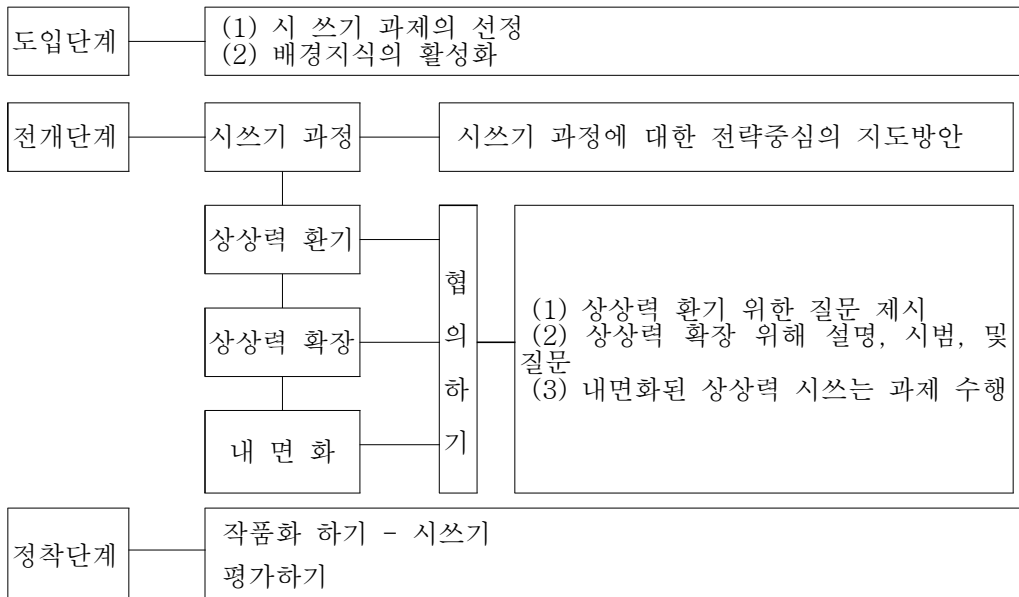 도입단계
(1) 시 쓰기 과제의 선정
(2) 배경지식의 활성화
전개단계
시쓰기 과정
시쓰기 과정에 대한 전략중심의 지도방안
상상력 환기
상상력 확장
내 면 화
협
의
하
기
(1) 상상력 환기 위한 질문 제시
(2) 상상력 확장 위해 설명, 시범, 및
질문
(3) 내면화된 상상력 시쓰는 과제 수행
정착단계
작품화 하기 - 시쓰기
평가하기